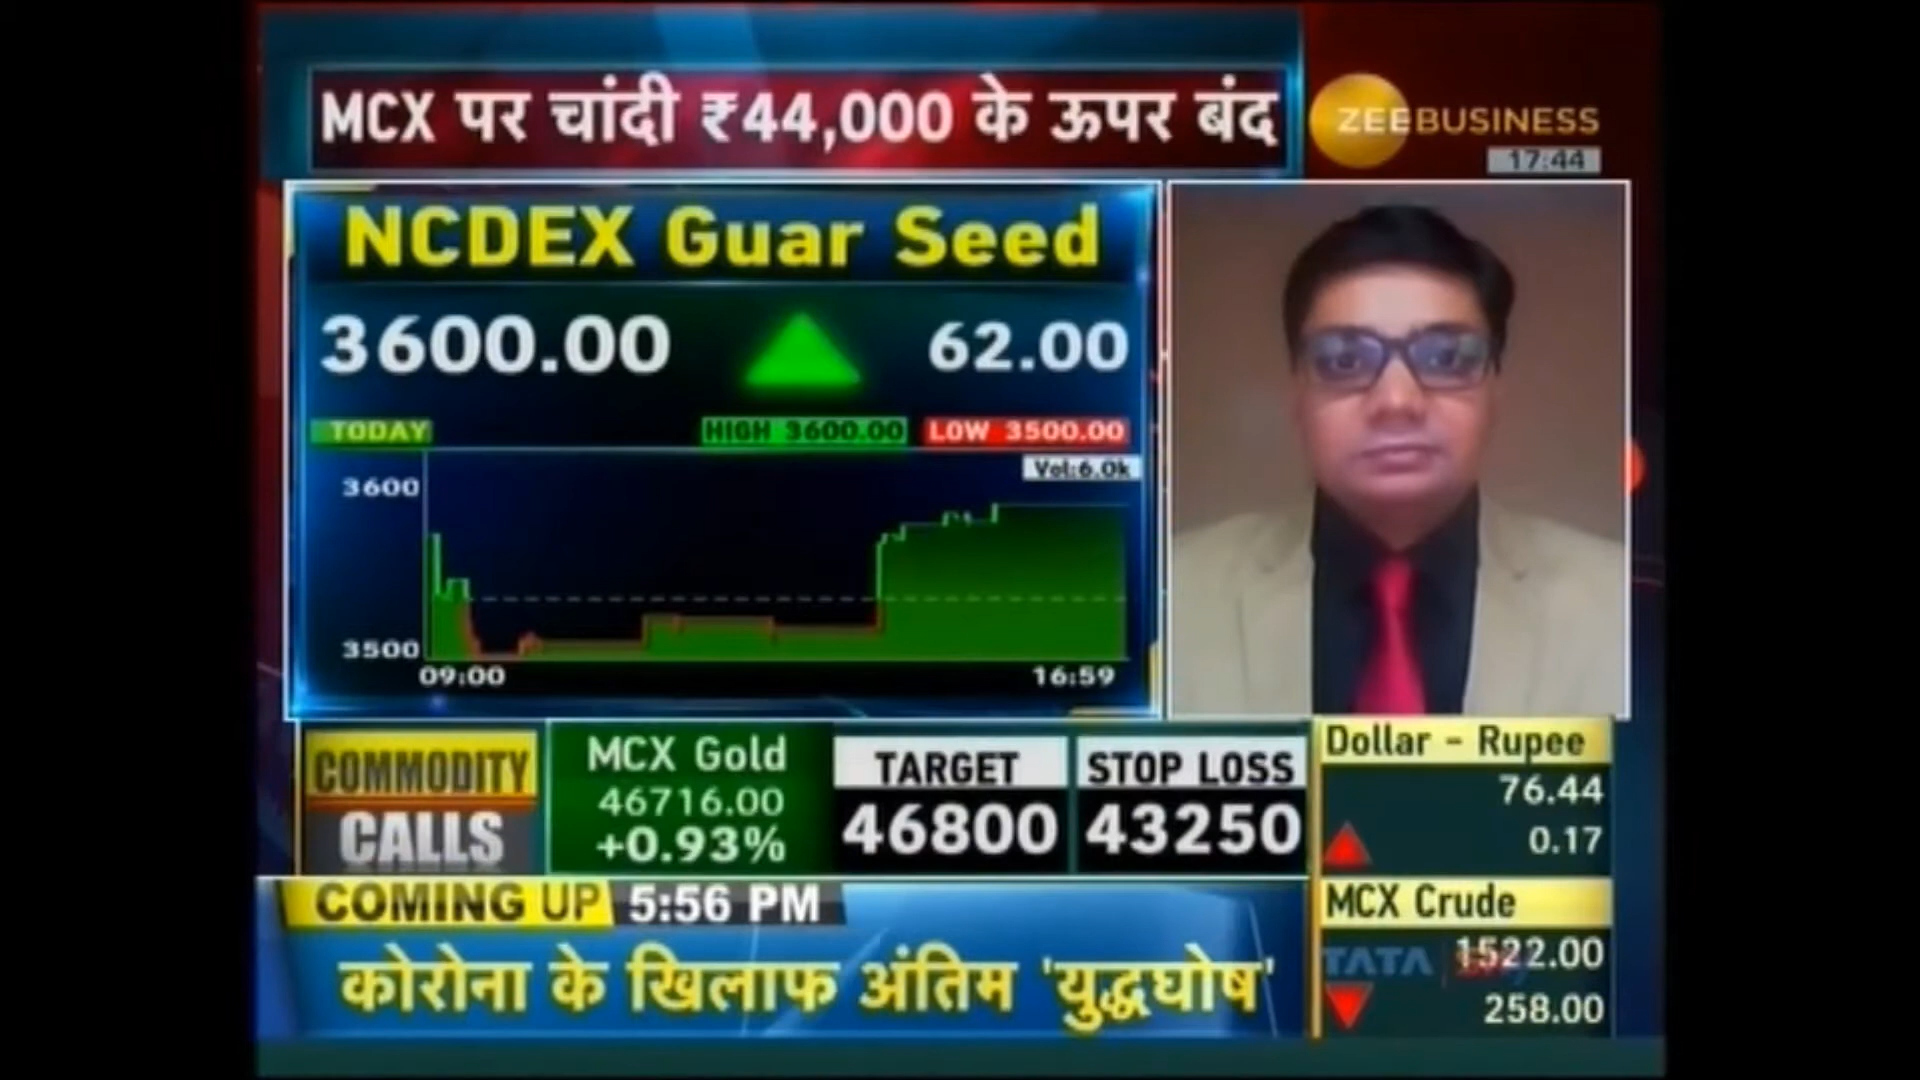 MCX पर चांदी ₹44,000 के ऊपर बंद
ZEEBUSINESS
17:44
NCDEX Guar Seed
3600.00 62.00
TODAY HIGH 3600.00 LOW 3500.00
Vol:6.0k
3600
3500
09:00 16:59
COMMODITY
CALLS
MCX Gold
46716.00
+0.93%
TARGET
46800
STOP LOSS
43250
Dollar - Rupee
76.44
0.17
COMING UP 5:56 PM
कोरोना के खिलाफ अंतिम 'युद्धघोष'
MCX Crude
1522.00
TATA
258.00